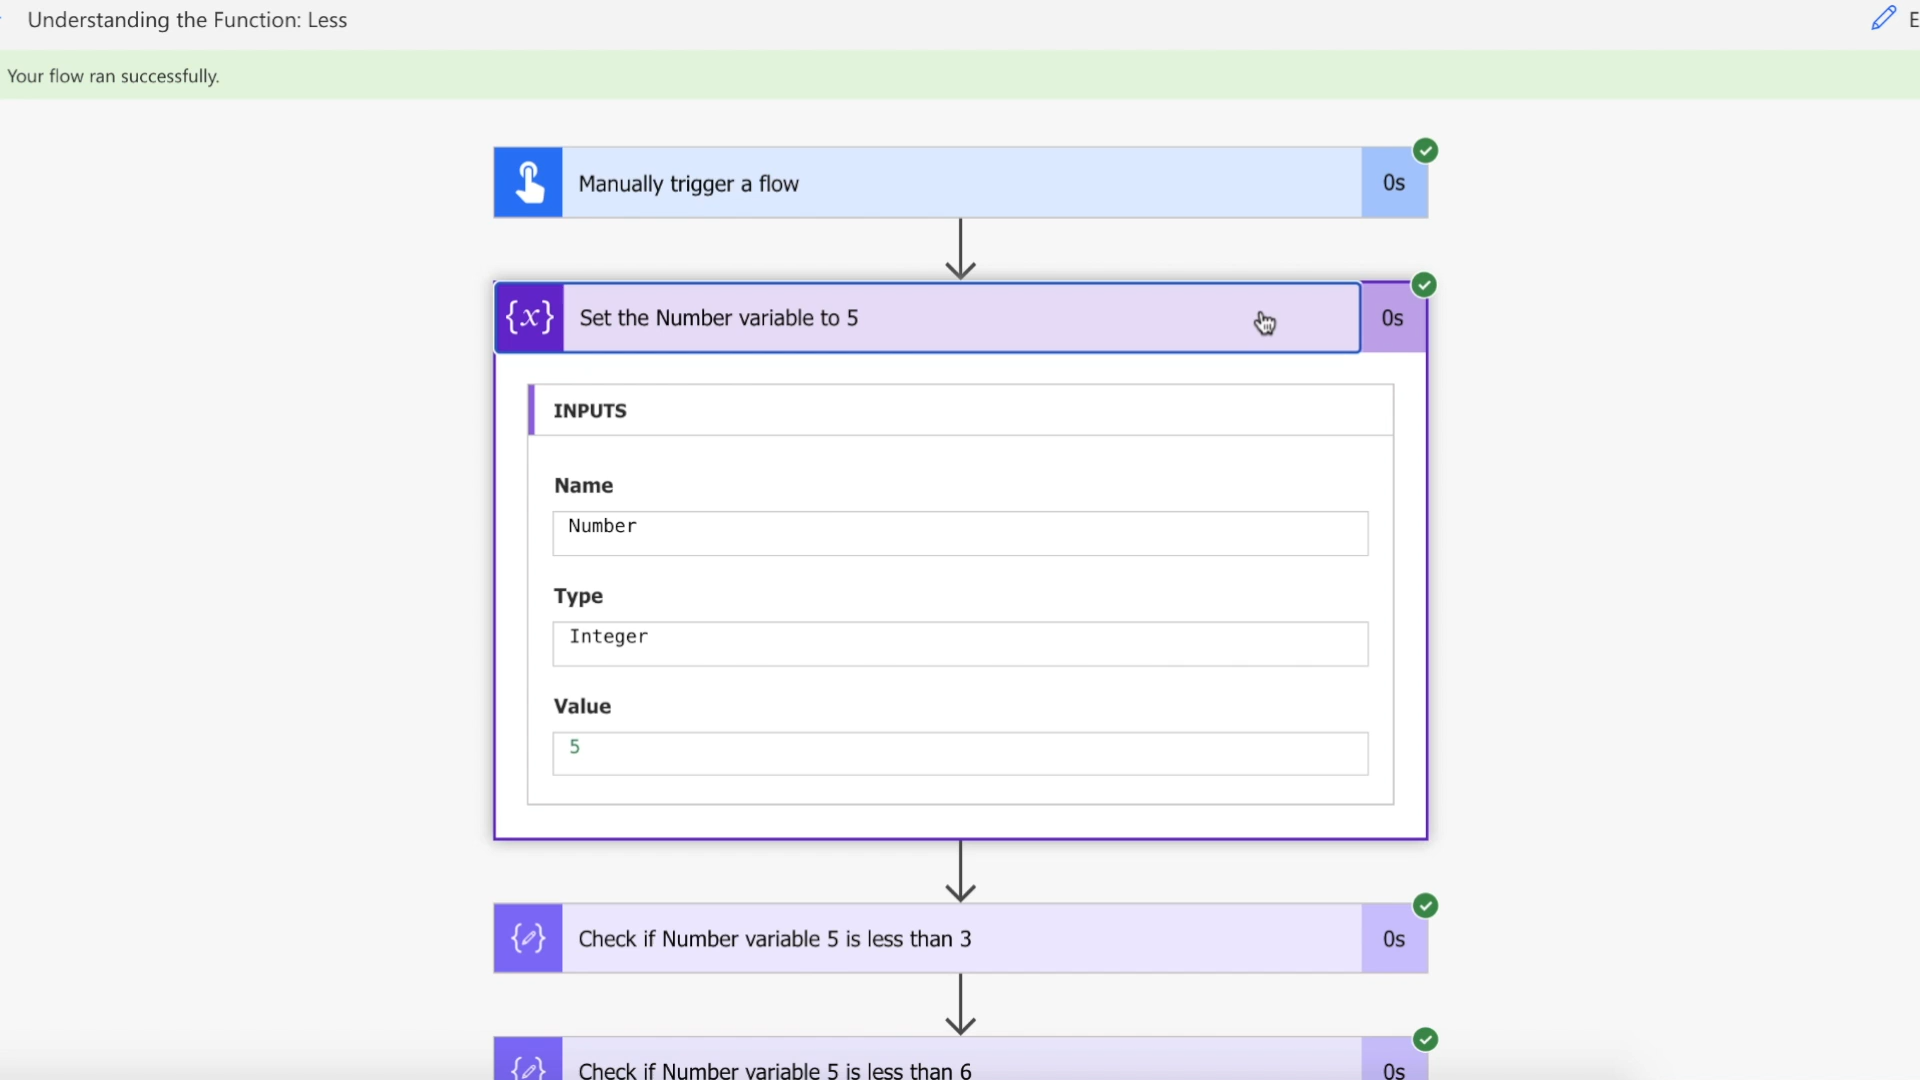 Understanding the Function: Less
E
Your flow ran successfully.
Manually trigger a flow
0s
{x}
Set the Number variable to 5
0s
INPUTS
Name
Number
Type
Integer
Value
5
Check if Number variable 5 is less than 3
0s
Check if Number variable 5 is less than 6
0s